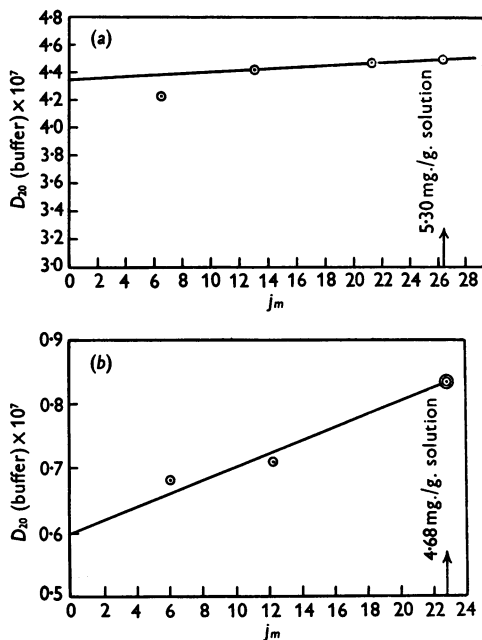 (a)
D₂₀ (buffer) × 10⁷
4·8
4·6
4·4
4·2
4·0
3·8
3·6
3·4
3·2
3·0
5·30 mg./g. solution
0 2 4 6 8 10 12 14 16 18 20 22 24 26 28
jₘ
(b)
D₂₀ (buffer) × 10⁷
0·9
0·8
0·7
0·6
0·5
4·68 mg./g. solution
0 2 4 6 8 10 12 14 16 18 20 22 24
jₘ